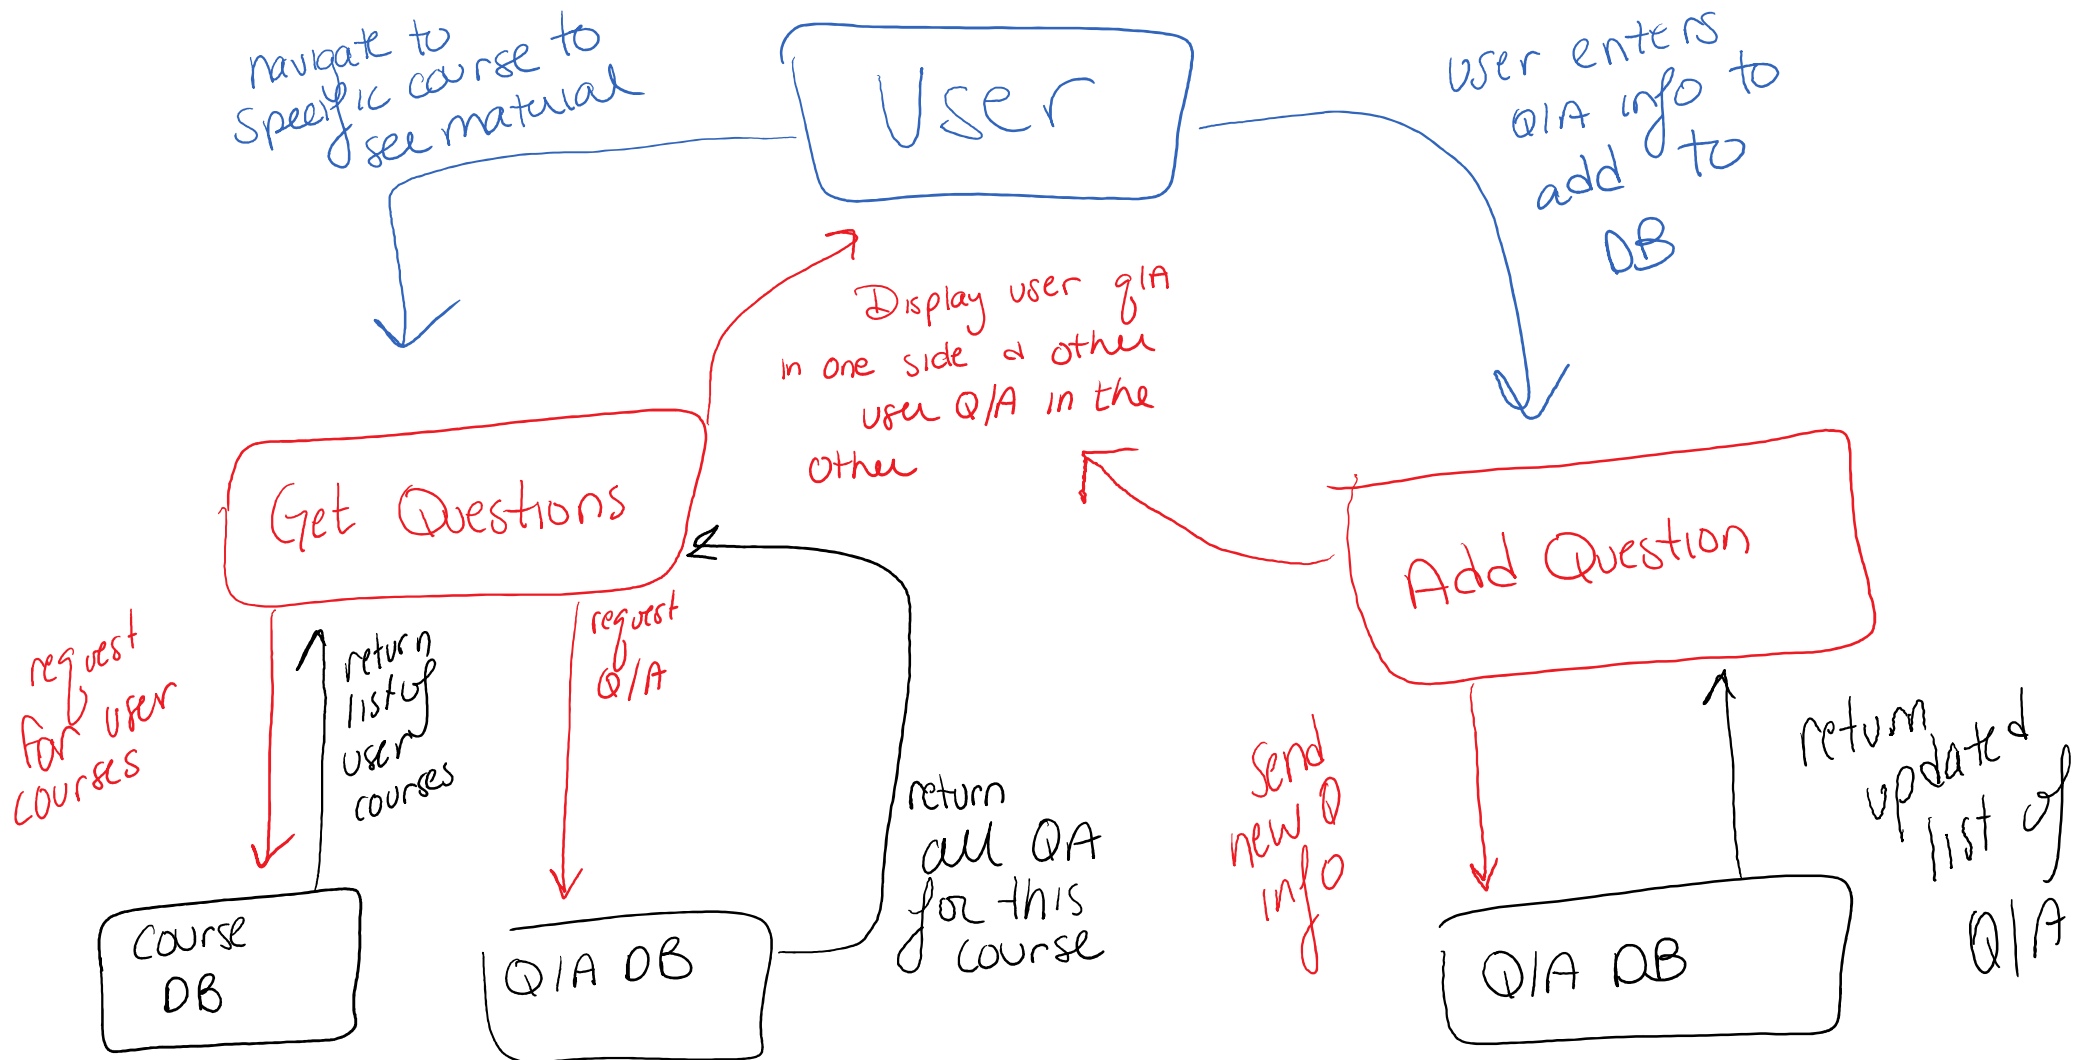 navigate to
specific course to
see material
User
user enters
Q/A info to
add to
DB
Display user q/A
in one side & other
user Q/A in the
other
Get Questions
Add Question
request
for user
courses
return
list of
user
courses
request
Q/A
return
all QA
for this
course
send
new Q
info
return
updated
list of
Q/A
Course
DB
Q/A DB
Q/A DB